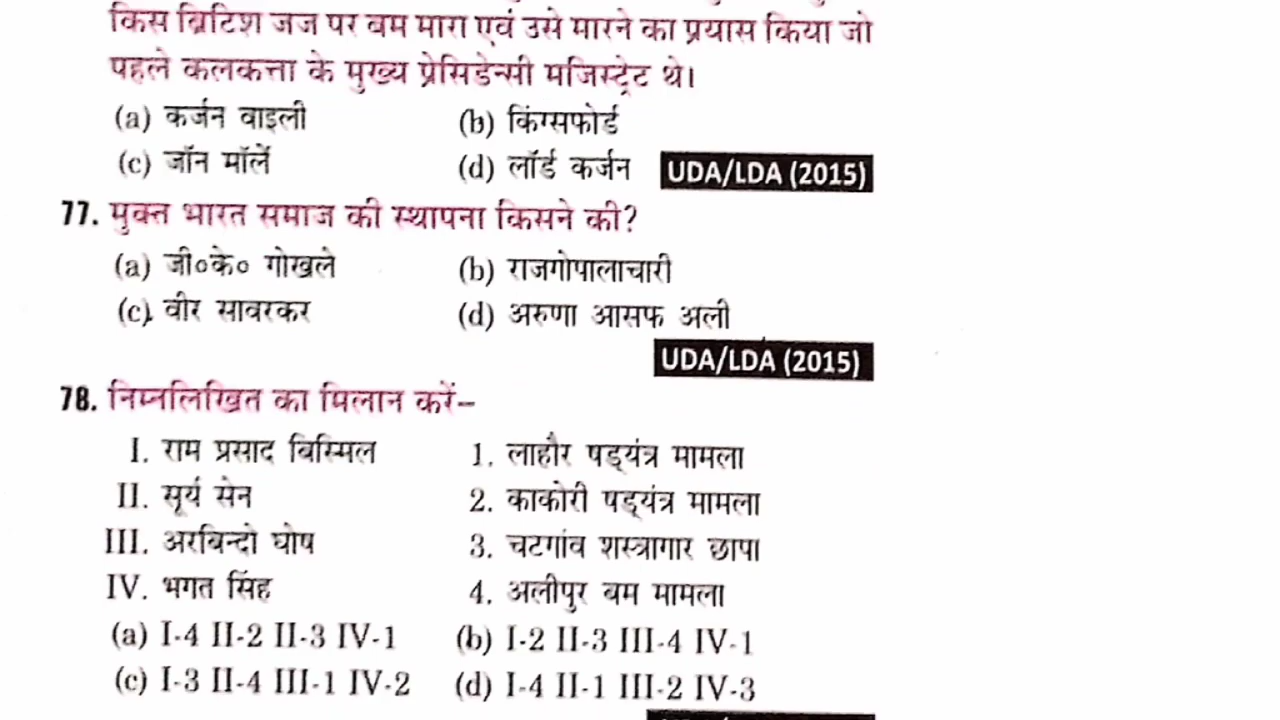 किस ब्रिटिश जज पर बम मारा एवं उसे मारने का प्रयास किया जो
पहले कलकत्ता के मुख्य प्रेसिडेन्सी मजिस्ट्रेट थे।
(a) कर्जन वाइली (b) किंग्सफोर्ड
(c) जॉन मॉर्ले (d) लॉर्ड कर्जन UDA/LDA (2015)
77. मुक्त भारत समाज की स्थापना किसने की?
(a) जी०के० गोखले (b) राजगोपालाचारी
(c) वीर सावरकर (d) अरुणा आसफ अली
UDA/LDA (2015)
78. निम्नलिखित का मिलान करें–
I. राम प्रसाद बिस्मिल 1. लाहौर षड्यंत्र मामला
II. सूर्य सेन 2. काकोरी षड्यंत्र मामला
III. अरबिन्दो घोष 3. चटगांव शस्त्रागार छापा
IV. भगत सिंह 4. अलीपुर बम मामला
(a) I-4 II-2 II-3 IV-1 (b) I-2 II-3 III-4 IV-1
(c) I-3 II-4 III-1 IV-2 (d) I-4 II-1 III-2 IV-3